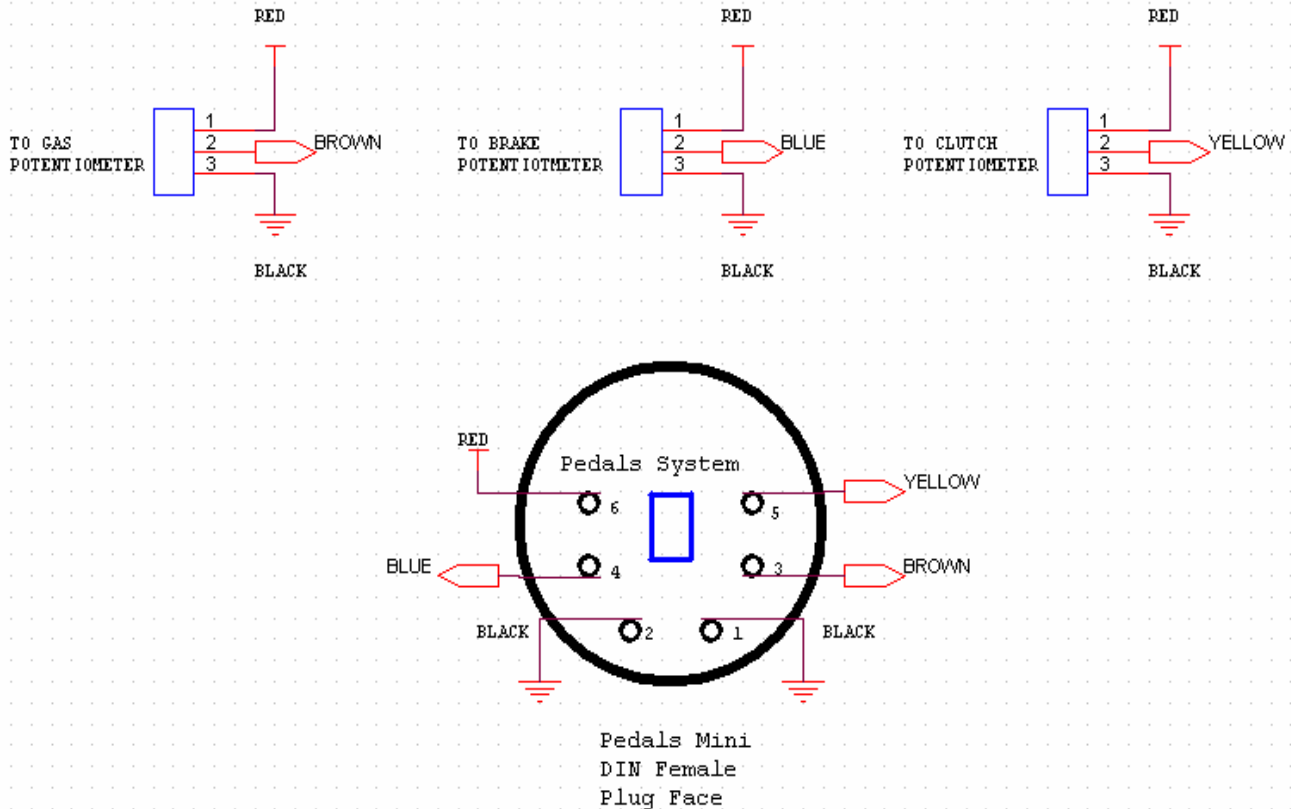 RED
RED
RED
1
2
3
BROWN
TO GAS
POTENTIOMETER
1
2
3
BLUE
TO BRAKE
POTENTIOTMETER
1
2
3
YELLOW
TO CLUTCH
POTENTIOMETER
BLACK
BLACK
BLACK
RED
Pedals System
YELLOW
6
5
BLUE
4
3
BROWN
BLACK
2
1
BLACK
Pedals Mini
DIN Female
Plug Face